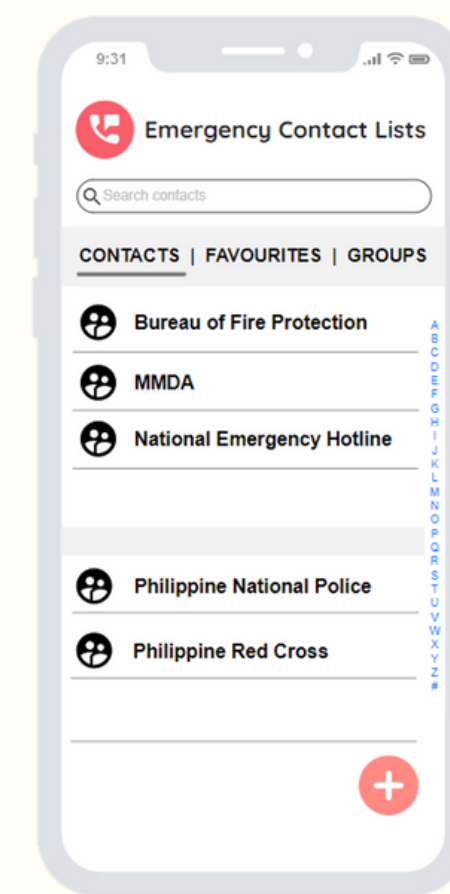 9:31
Emergency Contact Lists
Search contacts
CONTACTS | FAVOURITES | GROUPS
Bureau of Fire Protection
MMDA
National Emergency Hotline
Philippine National Police
Philippine Red Cross
A
B
C
D
E
F
G
H
I
J
K
L
M
N
O
P
Q
R
S
T
U
V
W
X
Y
Z
#